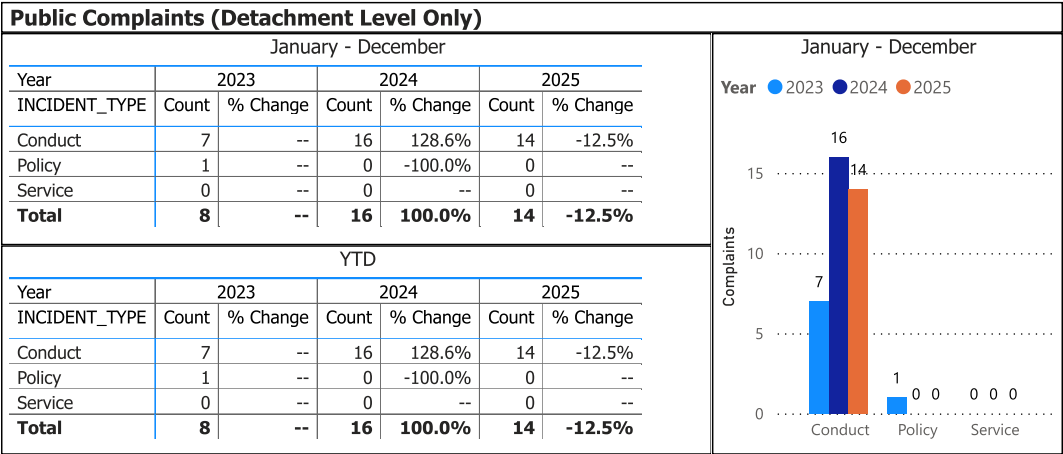 Public Complaints (Detachment Level Only)
January - December
Year 2023 2024 2025
INCIDENT_TYPE Count % Change Count % Change Count % Change
Conduct 7 -- 16 128.6% 14 -12.5%
Policy 1 -- 0 -100.0% 0 --
Service 0 -- 0 -- 0 --
Total 8 -- 16 100.0% 14 -12.5%
YTD
Year 2023 2024 2025
INCIDENT_TYPE Count % Change Count % Change Count % Change
Conduct 7 -- 16 128.6% 14 -12.5%
Policy 1 -- 0 -100.0% 0 --
Service 0 -- 0 -- 0 --
Total 8 -- 16 100.0% 14 -12.5%
January - December
Year 2023 2024 2025
Complaints
15
10
5
0
16
14
7
1 0 0
0 0 0
Conduct Policy Service